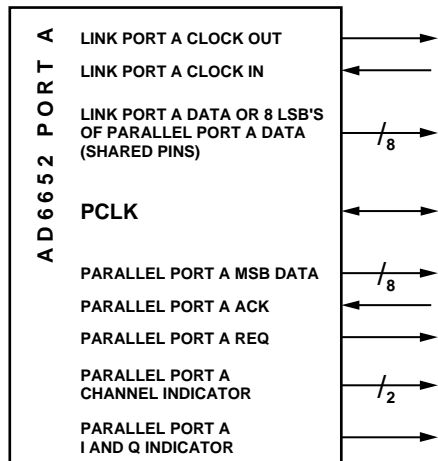 AD6652 PORT A
LINK PORT A CLOCK OUT
LINK PORT A CLOCK IN
LINK PORT A DATA OR 8 LSB'S
OF PARALLEL PORT A DATA
(SHARED PINS)
/8
PCLK
PARALLEL PORT A MSB DATA
/8
PARALLEL PORT A ACK
PARALLEL PORT A REQ
PARALLEL PORT A
CHANNEL INDICATOR
/2
PARALLEL PORT A
I AND Q INDICATOR